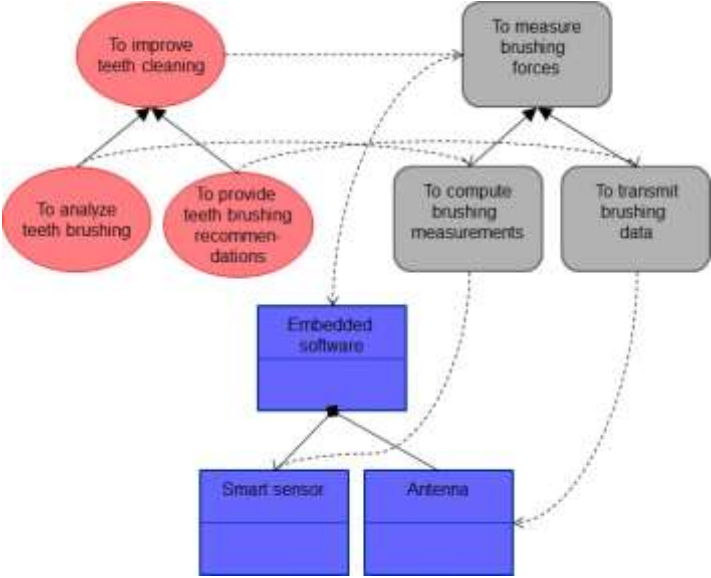 To improve
teeth cleaning
To measure
brushing
forces
To analyze
teeth brushing
To provide
teeth brushing
recommen-
dations
To compute
brushing
measurements
To transmit
brushing
data
Embedded
software
Smart sensor
Antenna